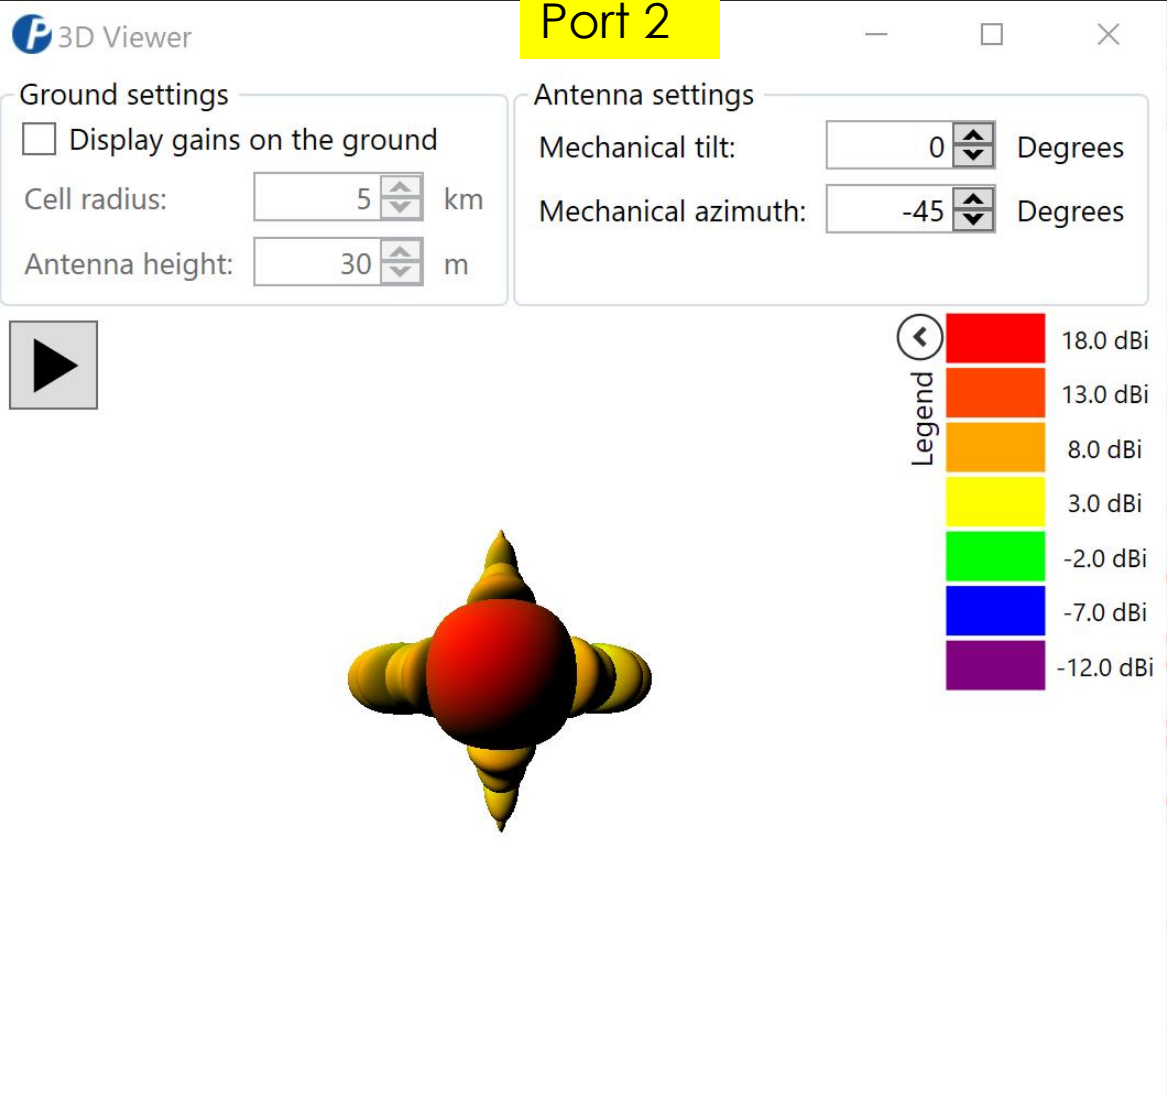 Port 2
P 3D Viewer
Ground settings
Display gains on the ground
Cell radius: 5 km
Antenna height: 30 m
Antenna settings
Mechanical tilt: 0 Degrees
Mechanical azimuth: -45 Degrees
Legend
18.0 dBi
13.0 dBi
8.0 dBi
3.0 dBi
-2.0 dBi
-7.0 dBi
-12.0 dBi